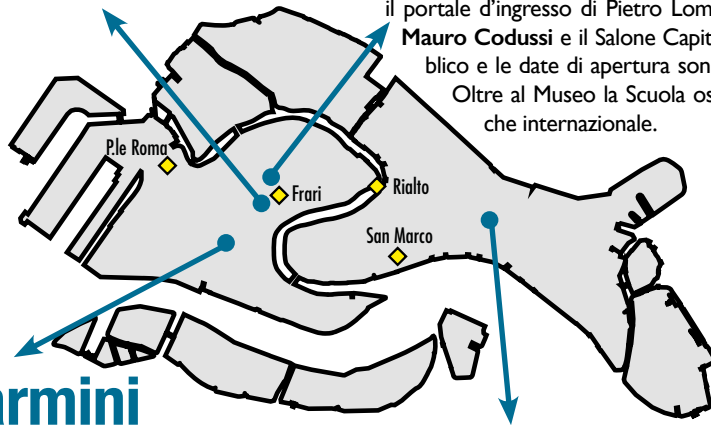 il portale d’ingresso di Pietro Lom
Mauro Codussi e il Salone Capit
blico e le date di apertura son
Oltre al Museo la Scuola os
che internazionale.
P.le Roma
Frari
Rialto
San Marco
armini